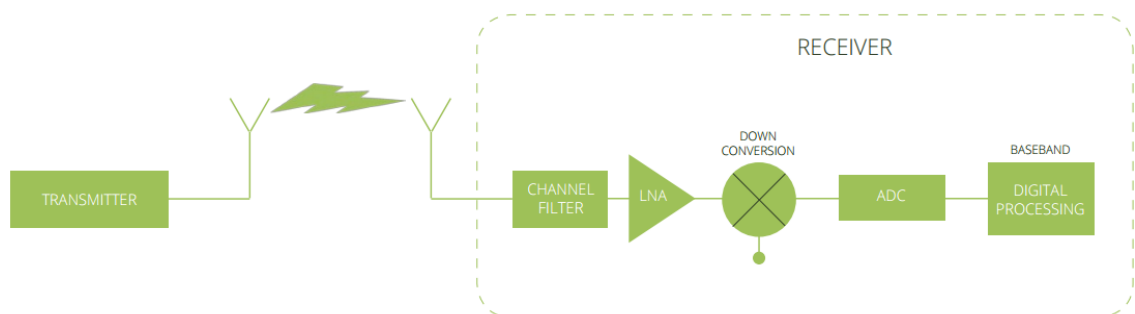 RECEIVER
TRANSMITTER
CHANNEL
FILTER
LNA
DOWN
CONVERSION
ADC
BASEBAND
DIGITAL
PROCESSING